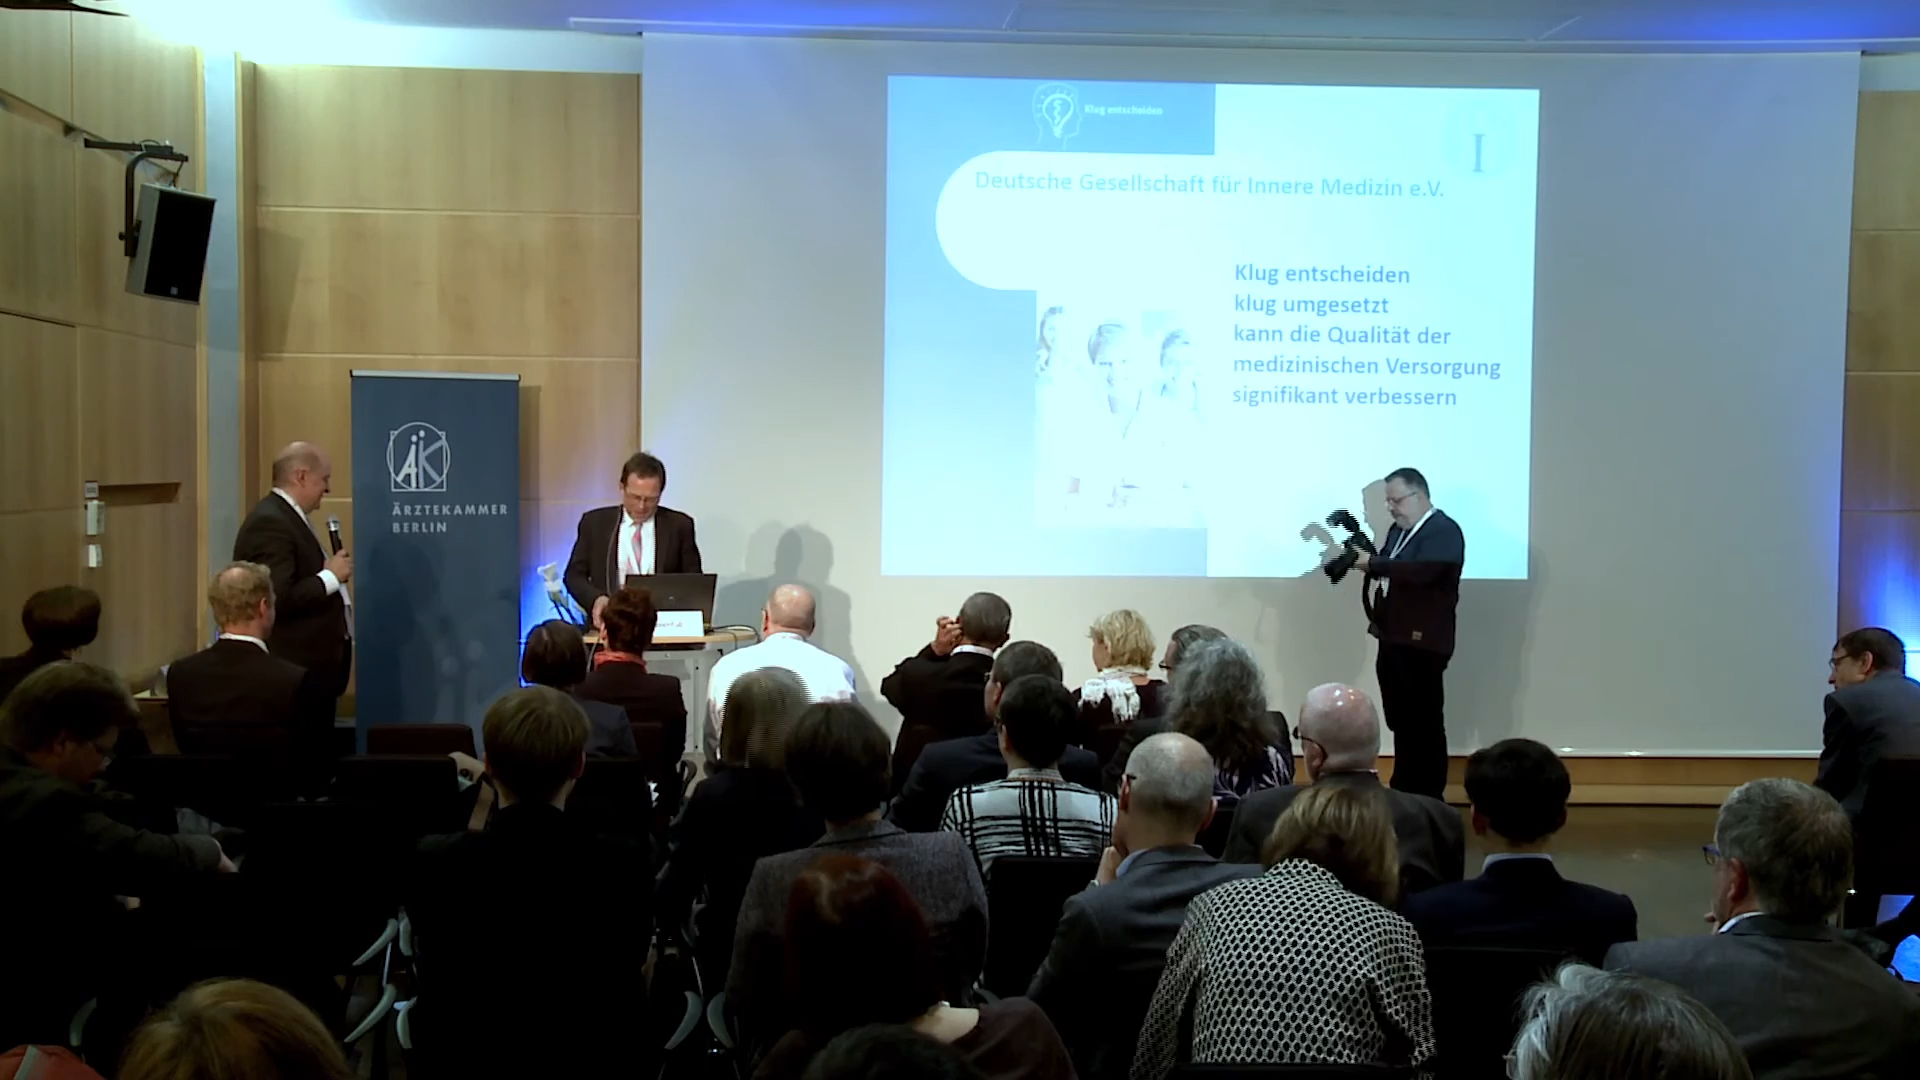 Klug entscheiden
I
Deutsche Gesellschaft für Innere Medizin e.V.
Klug entscheiden
klug umgesetzt
kann die Qualität der
medizinischen Versorgung
signifikant verbessern
ÄK
ÄRZTEKAMMER
BERLIN